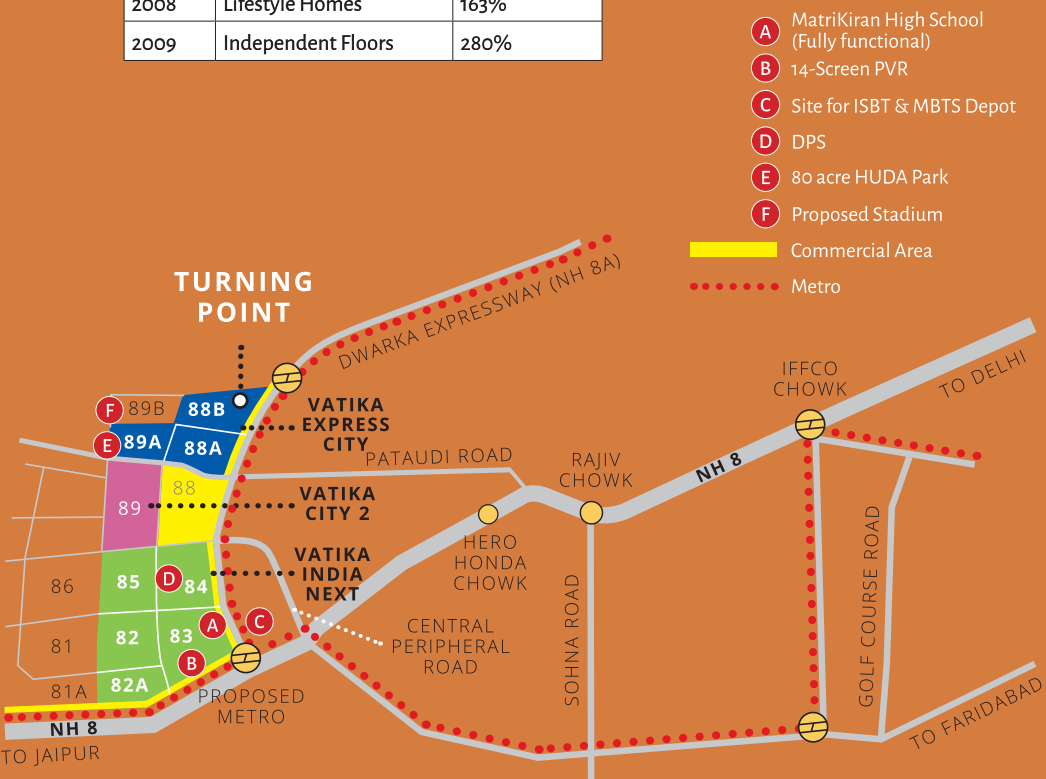 2008 Lifestyle Homes 163%
2009 Independent Floors 280%
A MatriKiran High School
(Fully functional)
B 14-Screen PVR
C Site for ISBT & MBTS Depot
D DPS
E 80 acre HUDA Park
F Proposed Stadium
Commercial Area
Metro
TURNING
POINT
DWARKA EXPRESSWAY (NH 8A)
IFFCO
CHOWK
TO DELHI
F 89B
88B
E 89A
88A
VATIKA
EXPRESS
CITY
PATAUDI ROAD
RAJIV
CHOWK
NH 8
88
89
VATIKA
CITY 2
HERO
HONDA
CHOWK
VATIKA
INDIA
NEXT
86
85
D
84
SOHNA ROAD
GOLF COURSE ROAD
CENTRAL
PERIPHERAL
ROAD
81
82
83
A
C
B
81A
82A
PROPOSED
METRO
NH 8
TO JAIPUR
TO FARIDABAD